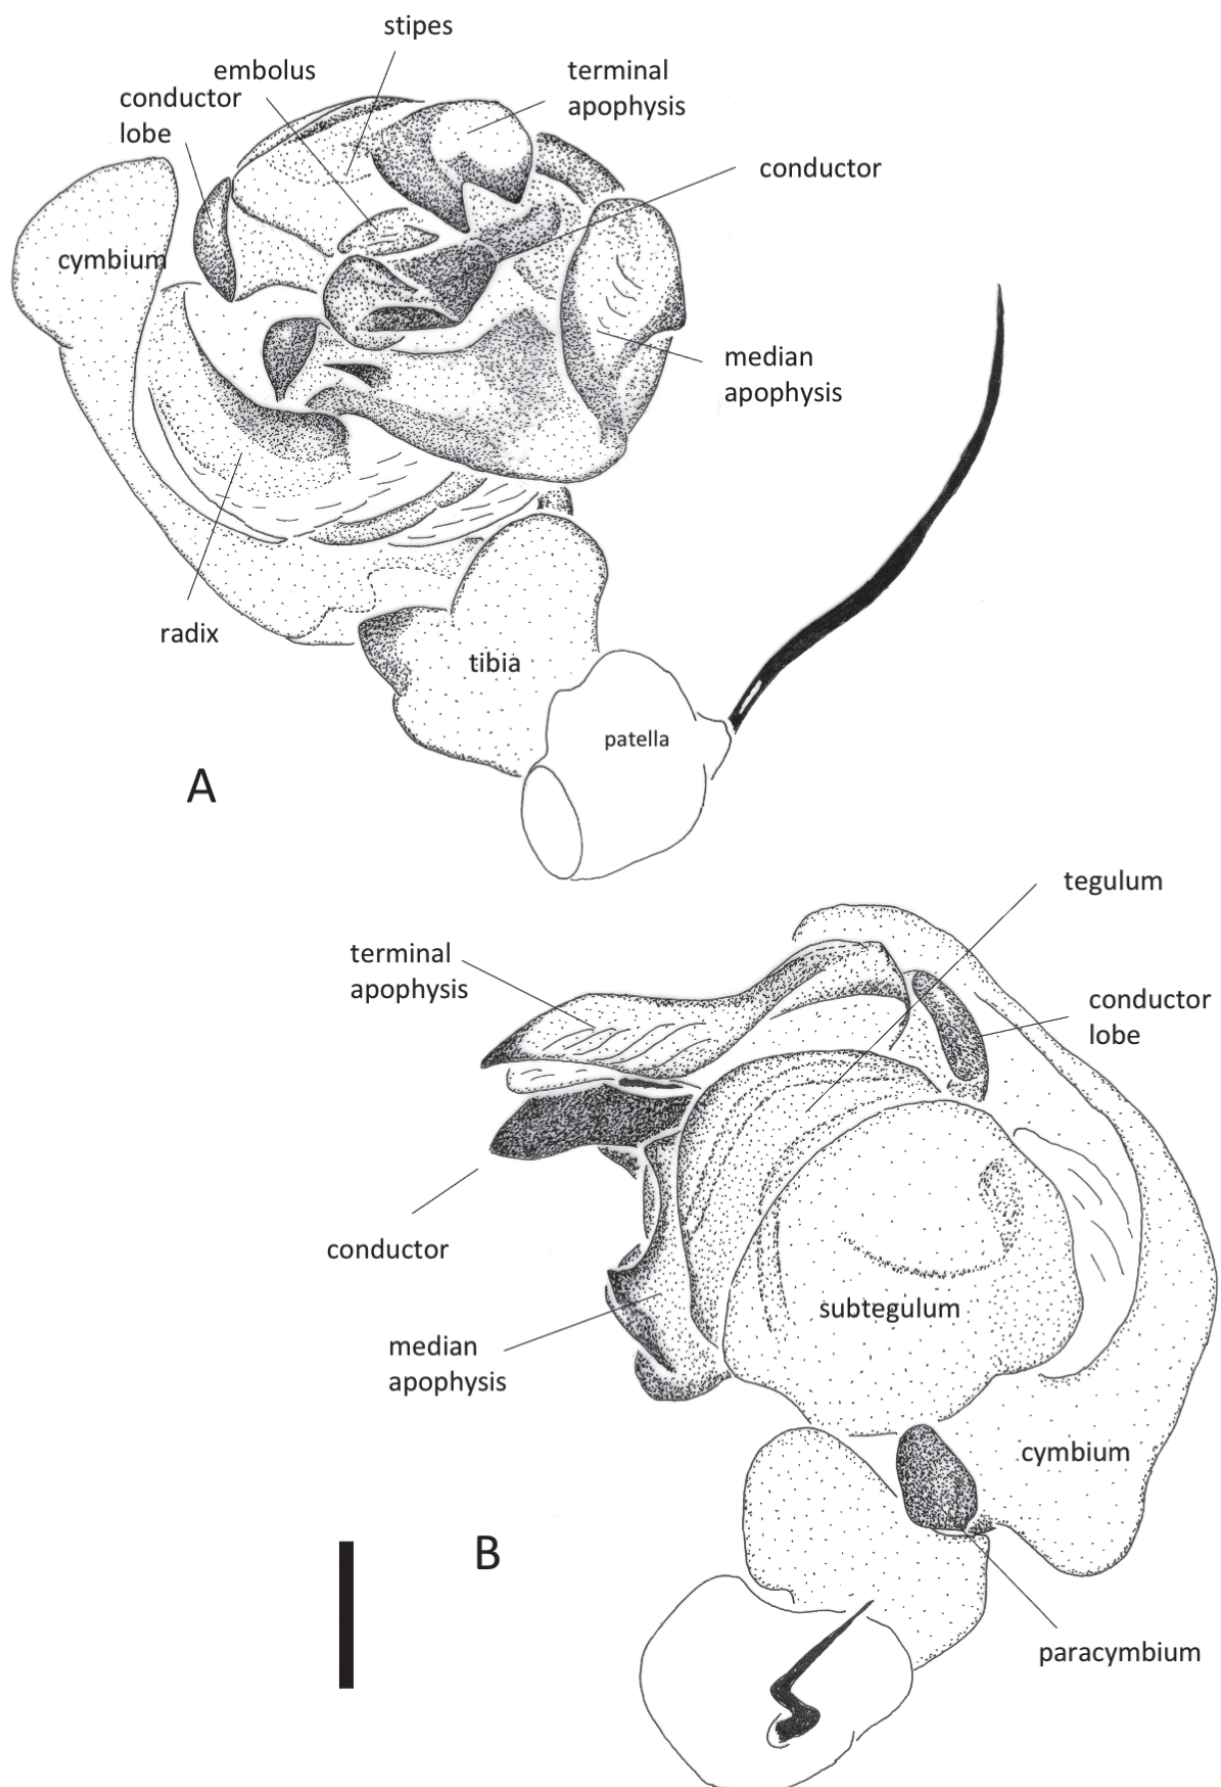 stipes
embolus
terminal
apophysis
conductor
lobe
conductor
cymbium
median
apophysis
radix
tibia
patella
A
tegulum
terminal
apophysis
conductor
lobe
conductor
subtegulum
median
apophysis
cymbium
B
paracymbium